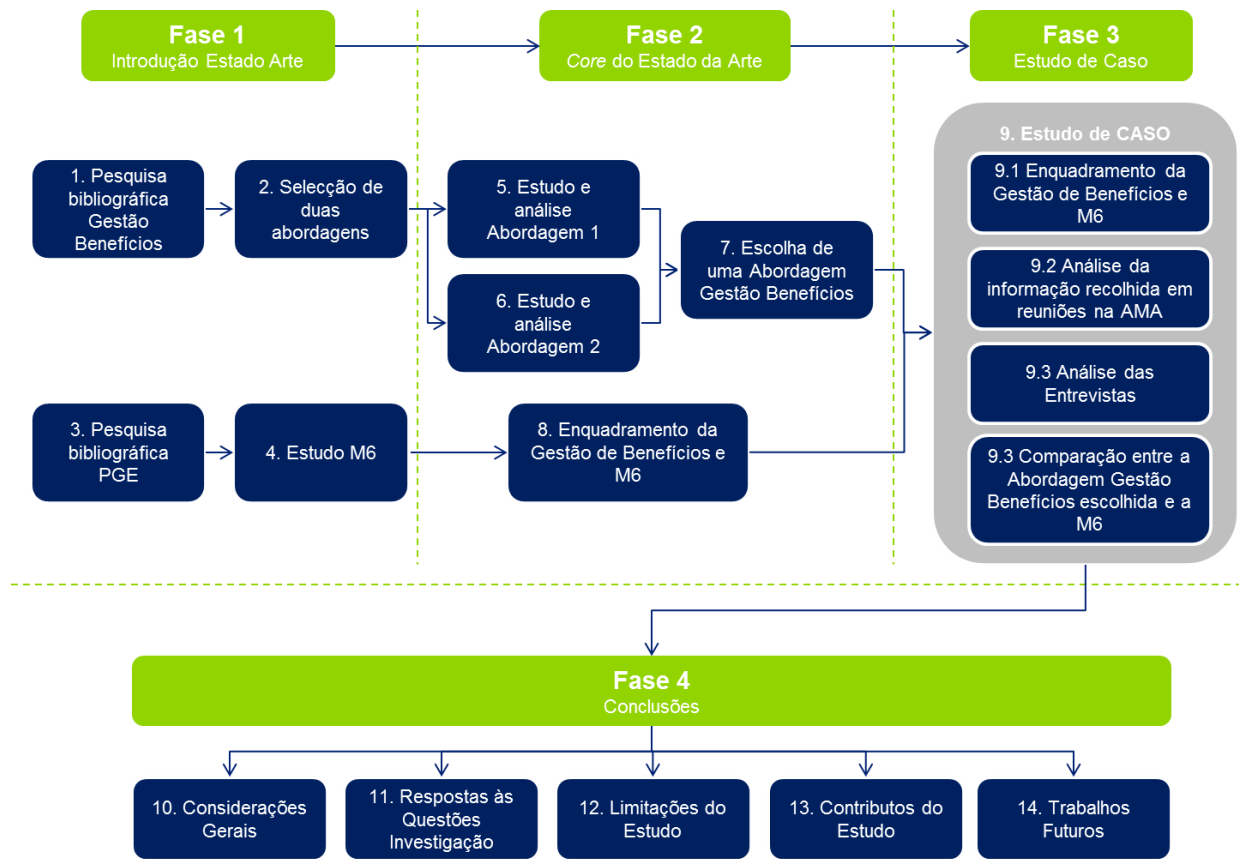 Fase 1
Introdução Estado Arte
Fase 2
Core do Estado da Arte
Fase 3
Estudo de Caso
1. Pesquisa
bibliográfica
Gestão
Benefícios
2. Selecção de
duas
abordagens
3. Pesquisa
bibliográfica
PGE
4. Estudo M6
5. Estudo e
análise
Abordagem 1
6. Estudo e
análise
Abordagem 2
7. Escolha de
uma Abordagem
Gestão Benefícios
8. Enquadramento da
Gestão de Benefícios e
M6
9. Estudo de CASO
9.1 Enquadramento da
Gestão de Benefícios e
M6
9.2 Análise da
informação recolhida em
reuniões na AMA
9.3 Análise das
Entrevistas
9.3 Comparação entre a
Abordagem Gestão
Benefícios escolhida e a
M6
Fase 4
Conclusões
10. Considerações
Gerais
11. Respostas às
Questões
Investigação
12. Limitações do
Estudo
13. Contributos do
Estudo
14. Trabalhos
Futuros